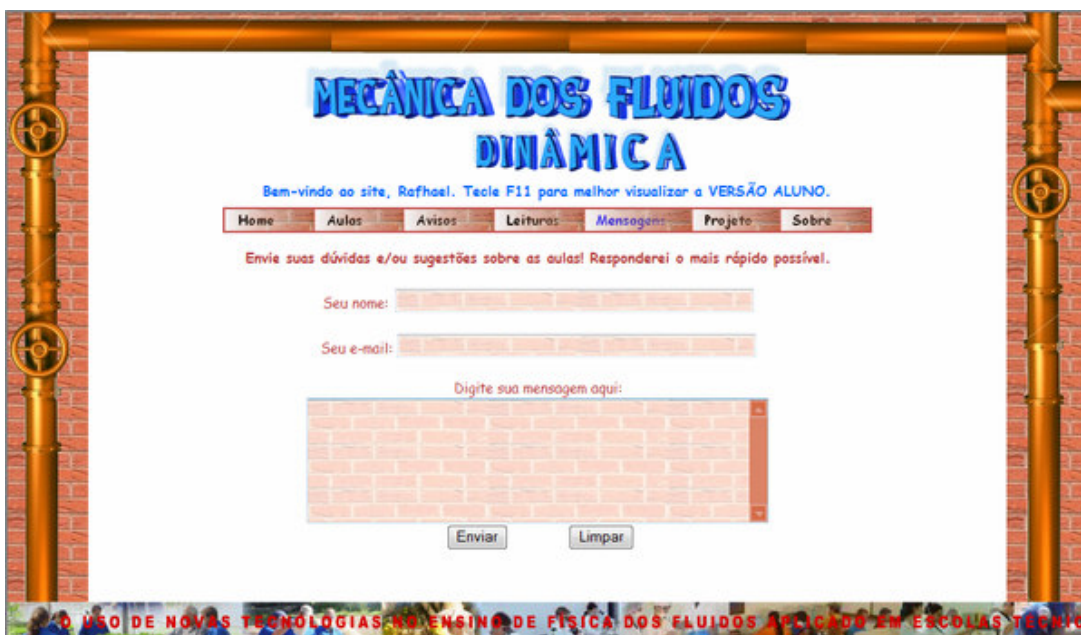 MECÂNICA DOS FLUIDOS
DINÂMICA
Bem-vindo ao site, Rafhael. Tecle F11 para melhor visualizar a VERSÃO ALUNO.
Home Aulas Avisos Leituras Mensagens Projeto Sobre
Envie suas dúvidas e/ou sugestões sobre as aulas! Responderei o mais rápido possível.
Seu nome:
Seu e-mail:
Digite sua mensagem aqui:
Enviar Limpar
O USO DE NOVAS TECNOLOGIAS NO ENSINO DE FÍSICA DOS FLUIDOS APLICADO EM ESCOLAS TÉCNIC